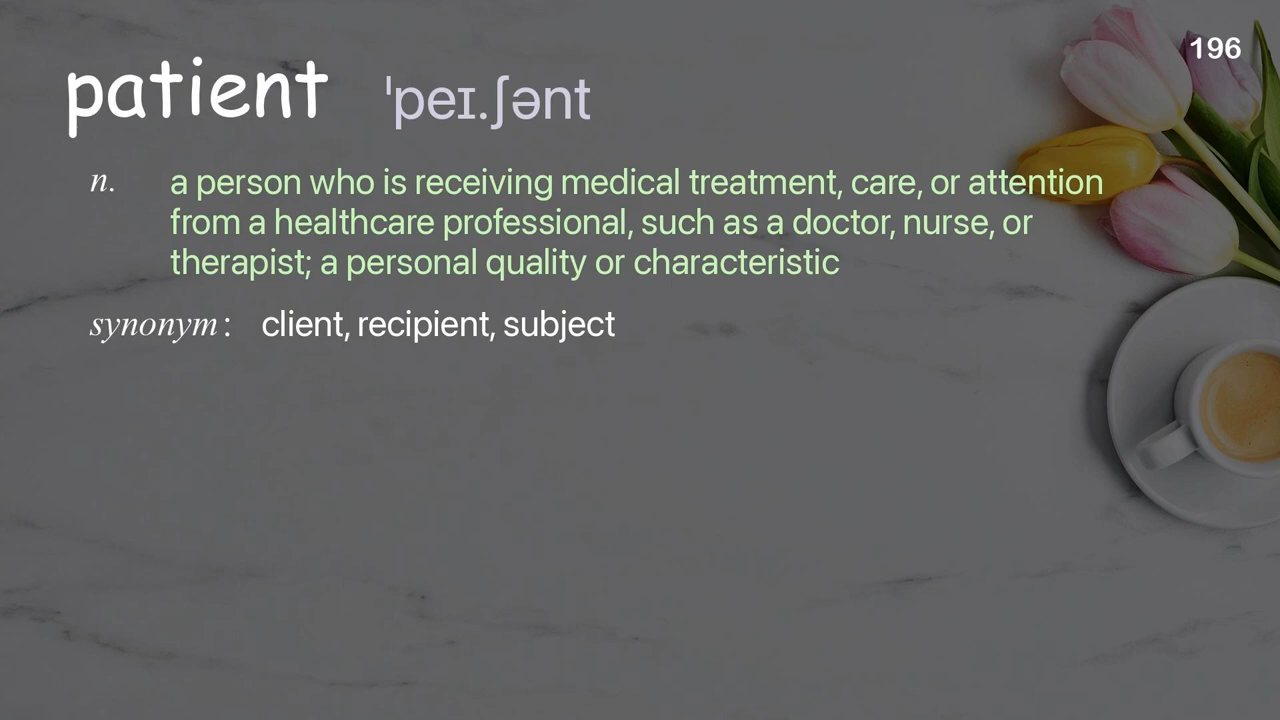 196
patient ˈpeɪ.ʃənt
n. a person who is receiving medical treatment, care, or attention
from a healthcare professional, such as a doctor, nurse, or
therapist; a personal quality or characteristic
synonym: client, recipient, subject